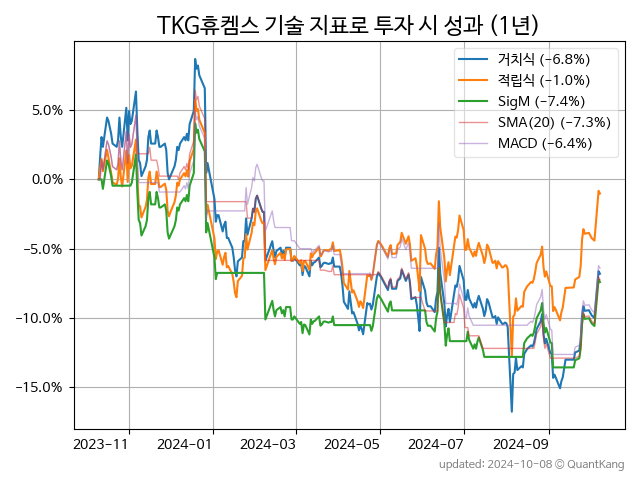 TKG휴켐스 기술 지표로 투자 시 성과 (1년)
거치식 (−6.8%)
적립식 (−1.0%)
SigM (−7.4%)
SMA(20) (−7.3%)
MACD (−6.4%)
5.0%
0.0%
−5.0%
−10.0%
−15.0%
2023-11 2024-01 2024-03 2024-05 2024-07 2024-09
updated: 2024-10-08 © QuantKang